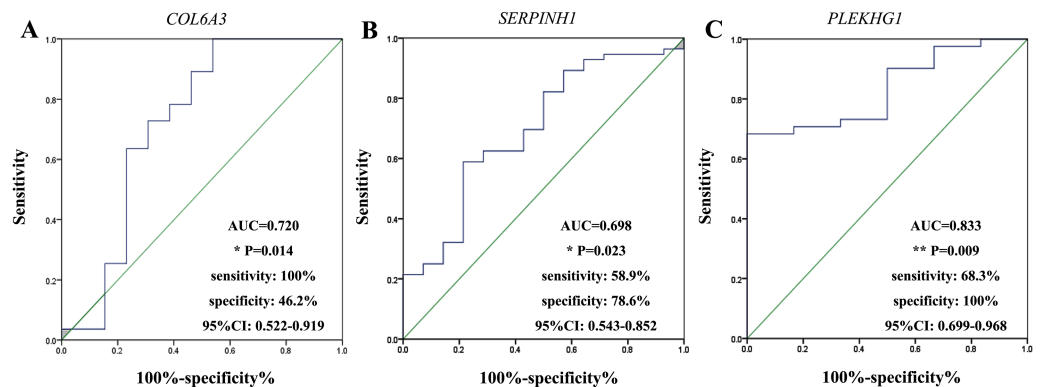 A
COL6A3
Sensitivity
1.0
0.8
0.6
0.4
0.2
0.0
0.0 0.2 0.4 0.6 0.8 1.0
100%-specificity%
AUC=0.720
* P=0.014
sensitivity: 100%
specificity: 46.2%
95%CI: 0.522-0.919
B
SERPINH1
Sensitivity
1.0
0.8
0.6
0.4
0.2
0.0
0.0 0.2 0.4 0.6 0.8 1.0
100%-specificity%
AUC=0.698
* P=0.023
sensitivity: 58.9%
specificity: 78.6%
95%CI: 0.543-0.852
C
PLEKHG1
Sensitivity
1.0
0.8
0.6
0.4
0.2
0.0
0.0 0.2 0.4 0.6 0.8 1.0
100%-specificity%
AUC=0.833
** P=0.009
sensitivity: 68.3%
specificity: 100%
95%CI: 0.699-0.968